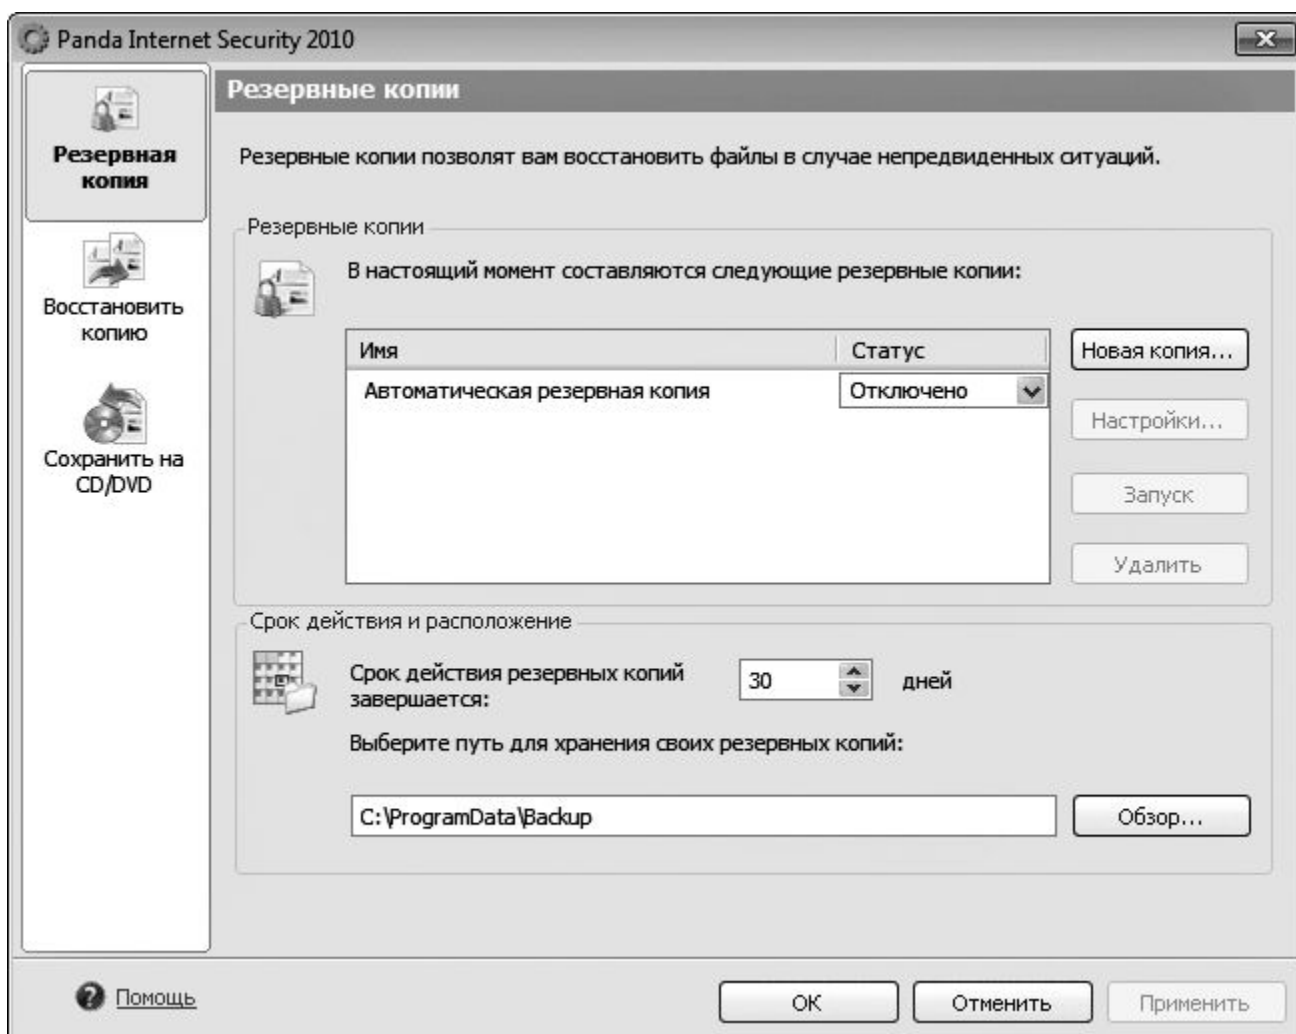 Panda Internet Security 2010
Резервная
копия
Восстановить
копию
Сохранить на
CD/DVD
Резервные копии
Резервные копии позволят вам восстановить файлы в случае непредвиденных ситуаций.
Резервные копии
В настоящий момент составляются следующие резервные копии:
Имя Статус
Автоматическая резервная копия Отключено
Новая копия...
Настройки...
Запуск
Удалить
Срок действия и расположение
Срок действия резервных копий
завершается:
30 дней
Выберите путь для хранения своих резервных копий:
C:\ProgramData\Backup
Обзор...
Помощь
OK
Отменить
Применить